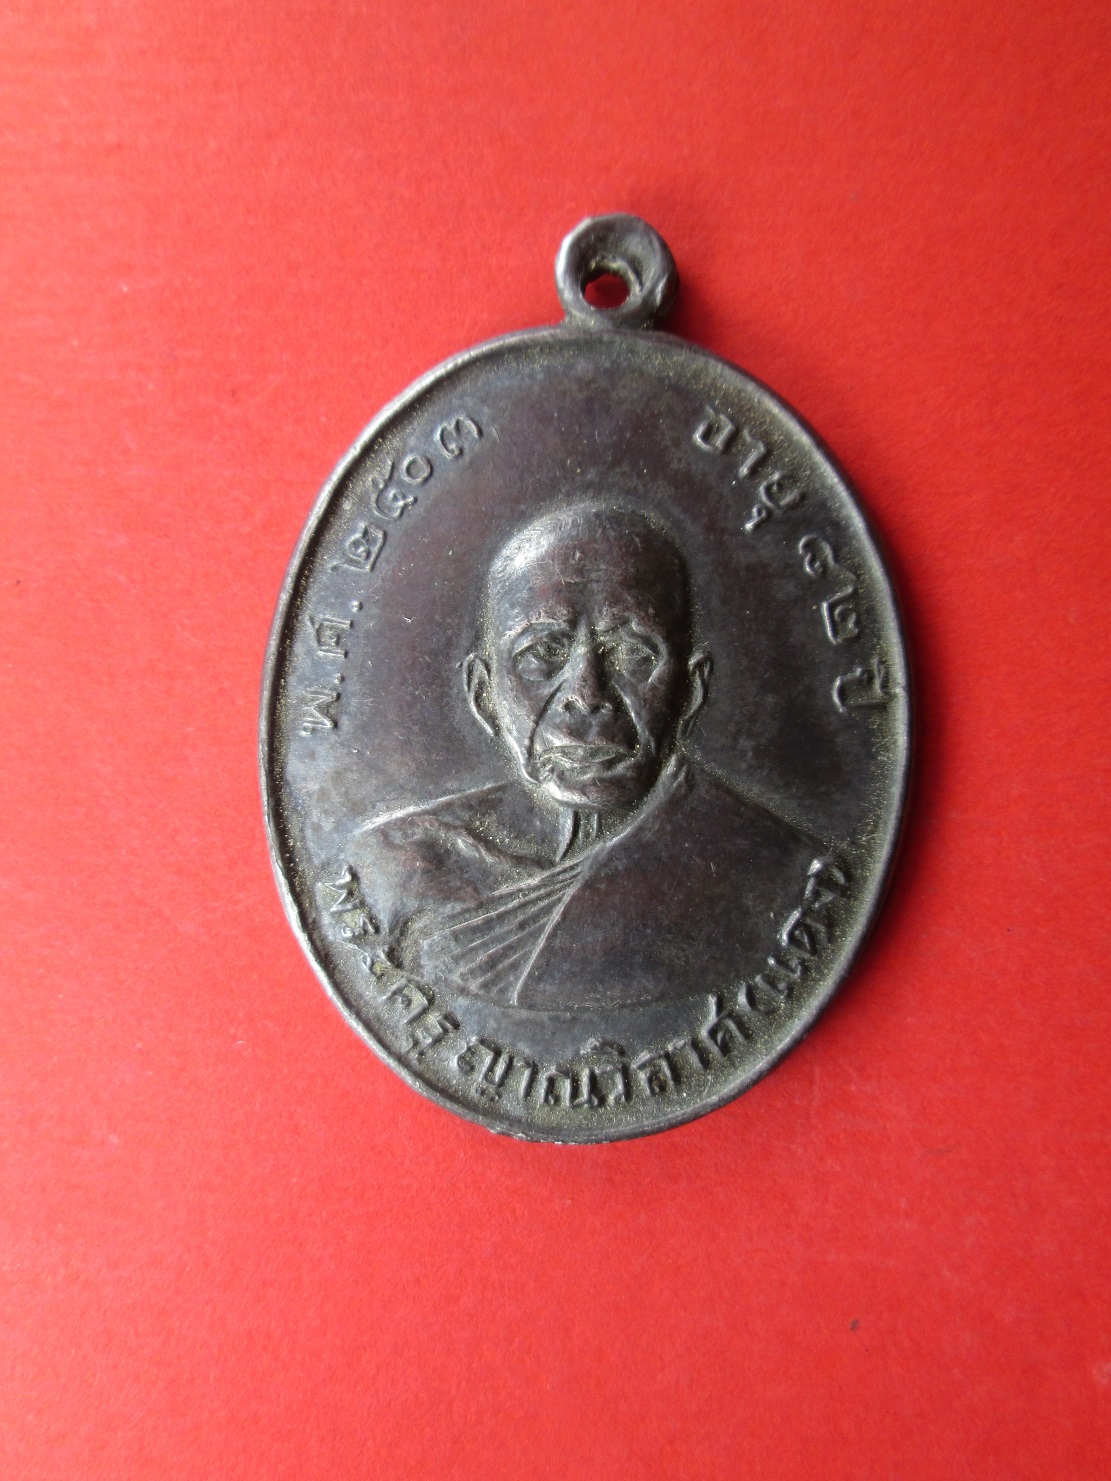 พ.ศ. ๒๕๐๓
อายุ ๘๒ ปี
พระครูญาณวิลาศ (แดง)